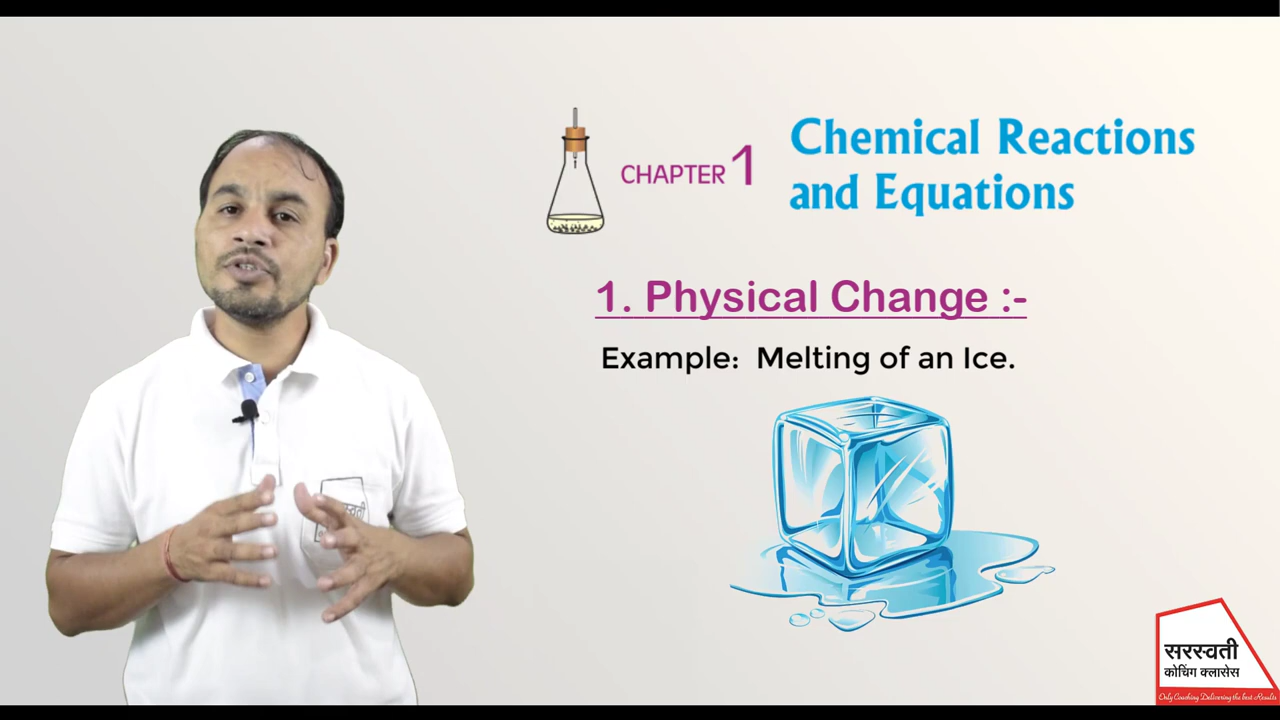 CHAPTER 1
Chemical Reactions
and Equations
1. Physical Change :-
Example: Melting of an Ice.
सरस्वती
कोचिंग क्लासेस
Only Coaching Delivering the best Results